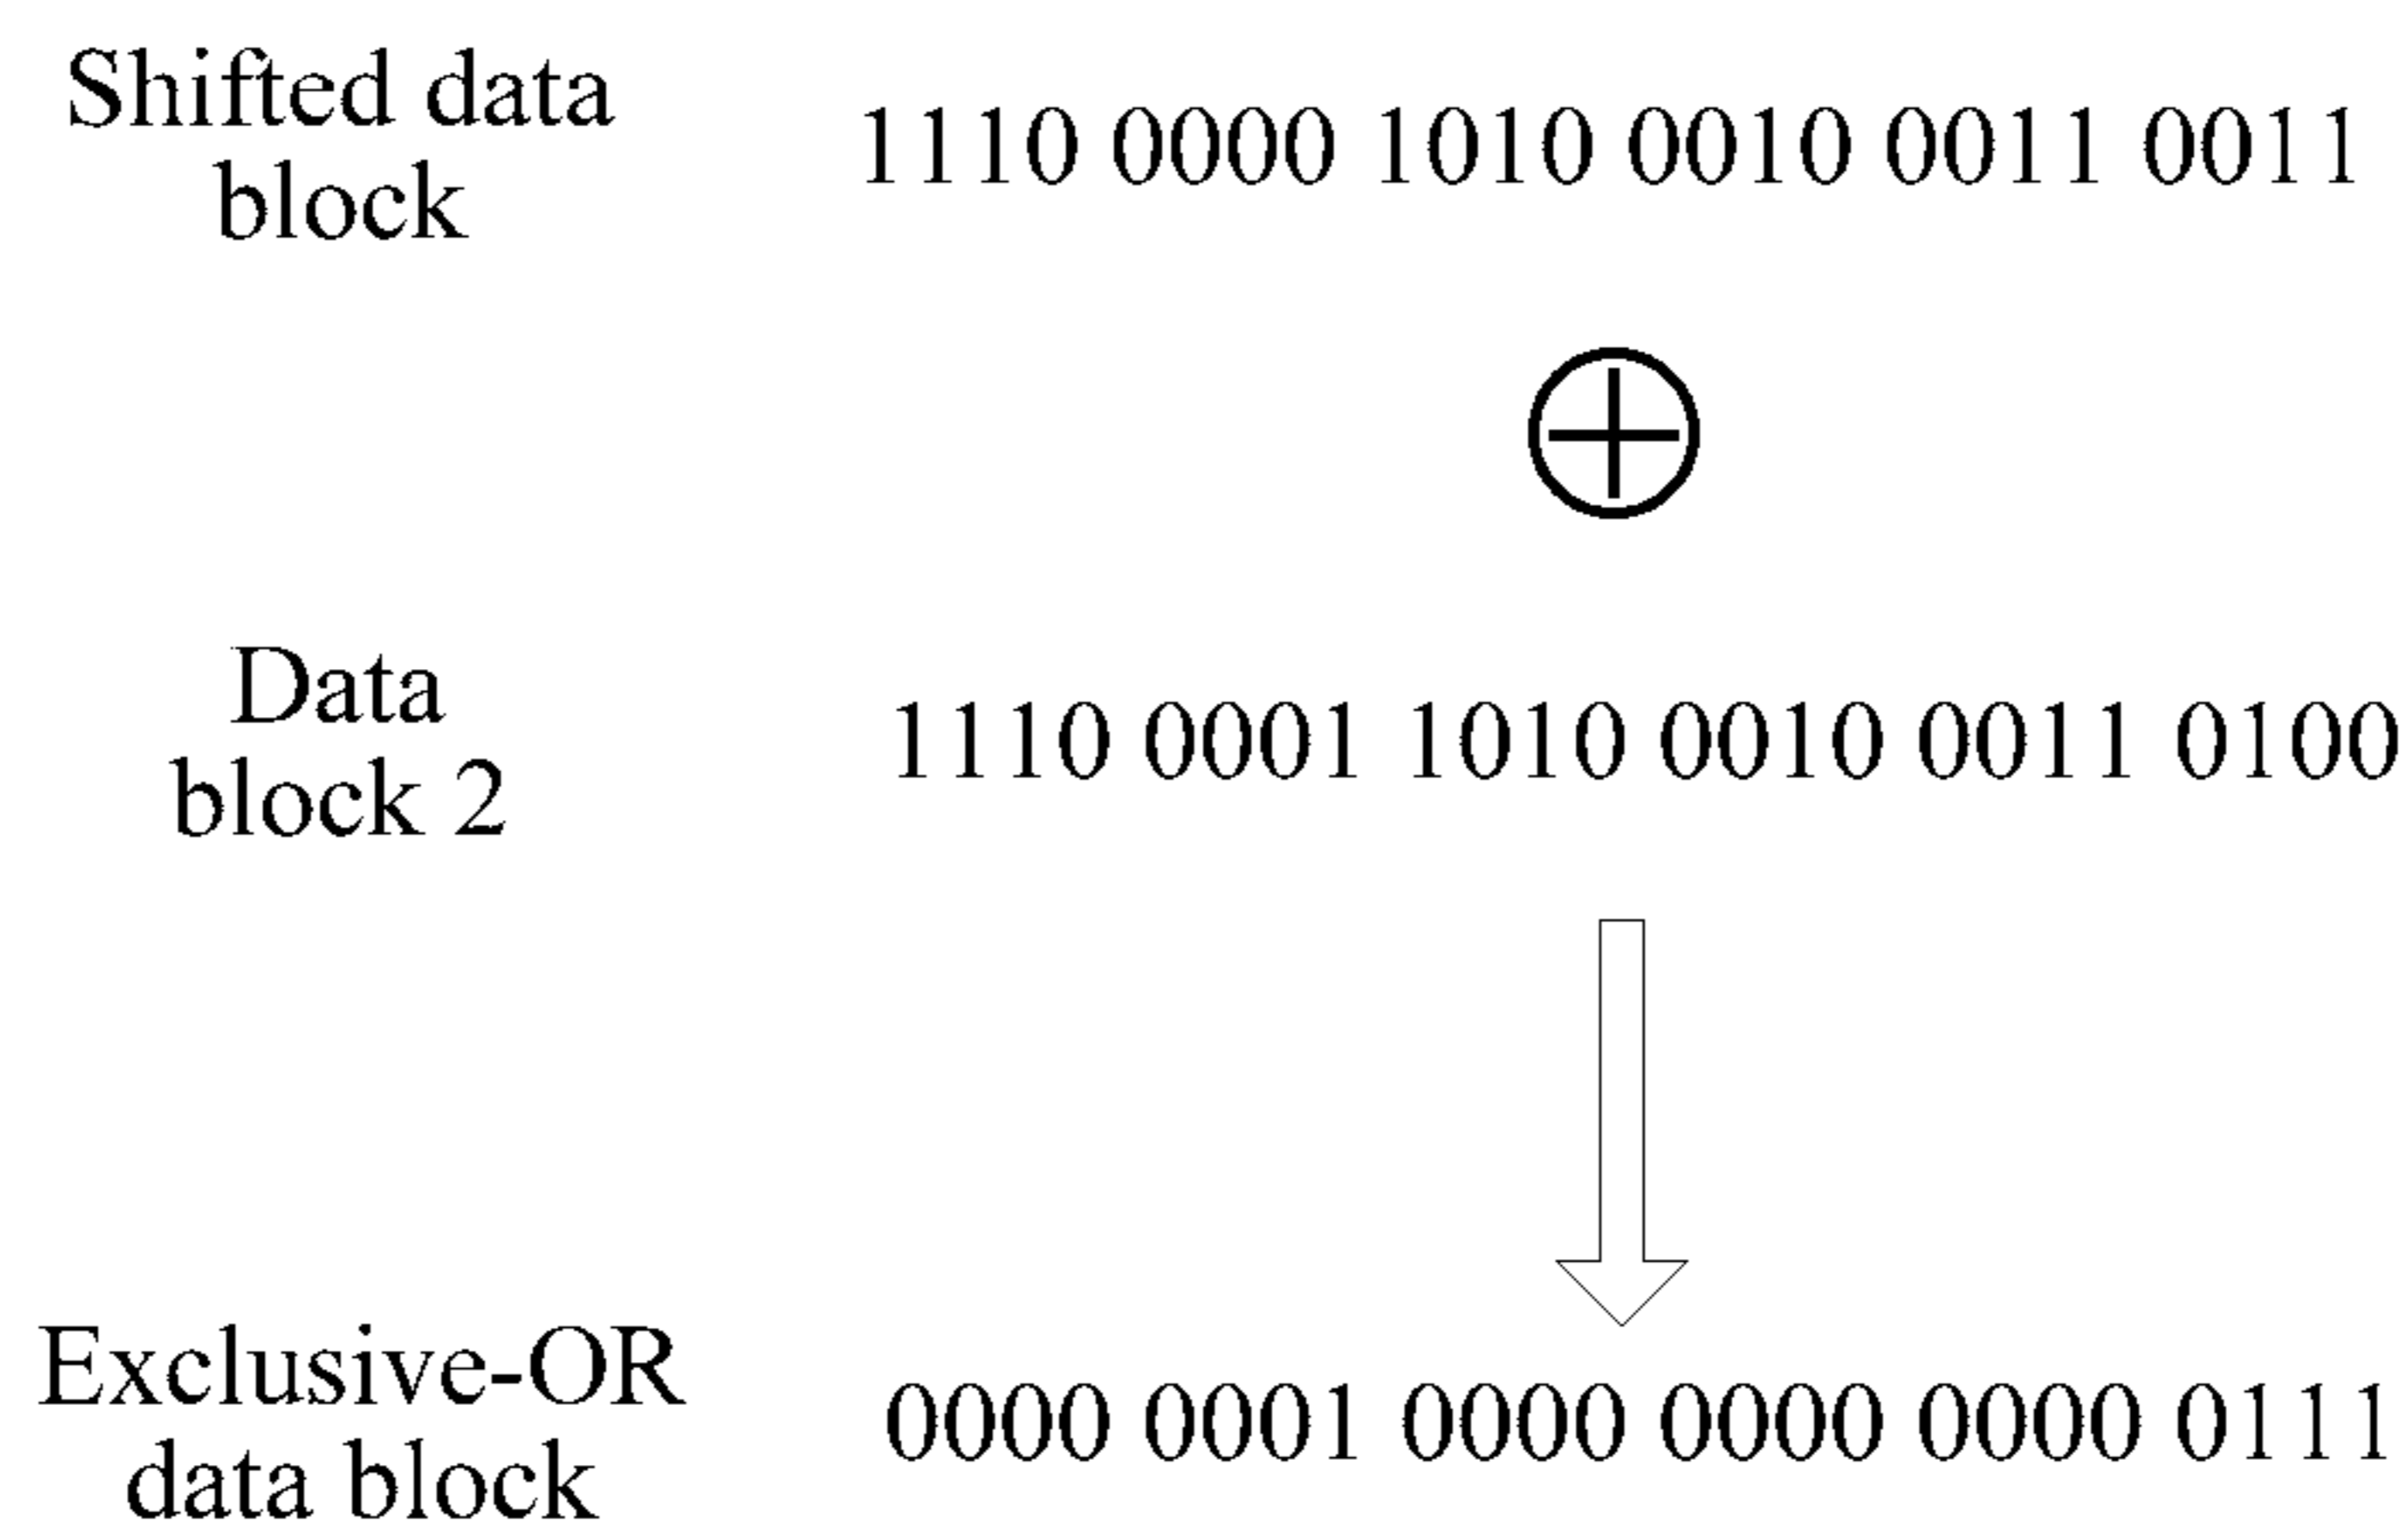 Shifted data
block
1110 0000 1010 0010 0011 0011
Data
block 2
1110 0001 1010 0010 0011 0100
Exclusive-OR
data block
0000 0001 0000 0000 0000 0111